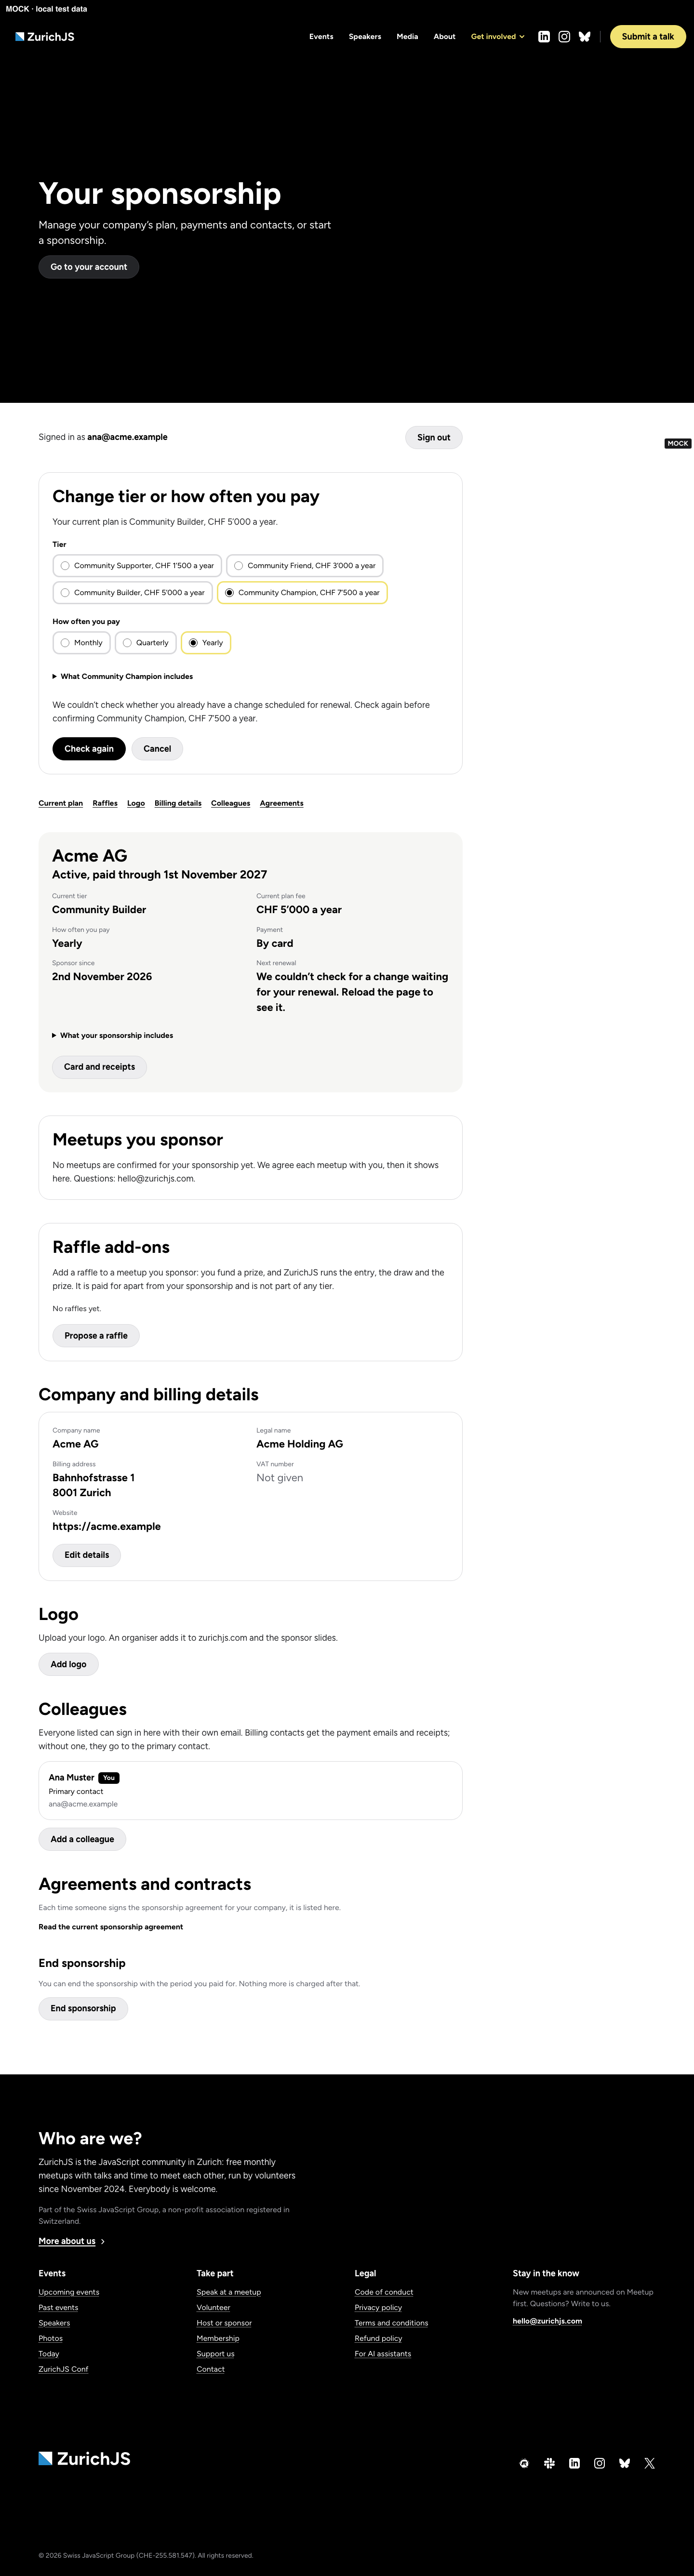 MOCK · local test data
ZurichJS
Events Speakers Media About Get involved Submit a talk
Your sponsorship
Manage your company's plan, payments and contacts, or start
a sponsorship.
Go to your account
Signed in as ana@acme.example
Sign out
MOCK
Change tier or how often you pay
Your current plan is Community Builder, CHF 5'000 a year.
Tier
Community Supporter, CHF 1'500 a year
Community Friend, CHF 3'000 a year
Community Builder, CHF 5'000 a year
Community Champion, CHF 7'500 a year
How often you pay
Monthly Quarterly Yearly
What Community Champion includes
We couldn't check whether you already have a change scheduled for renewal. Check again before
confirming Community Champion, CHF 7'500 a year.
Check again Cancel
Current plan Raffles Logo Billing details Colleagues Agreements
Acme AG
Active, paid through 1st November 2027
Current tier
Community Builder
Current plan fee
CHF 5'000 a year
How often you pay
Yearly
Payment
By card
Sponsor since
2nd November 2026
Next renewal
We couldn't check for a change waiting
for your renewal. Reload the page to
see it.
What your sponsorship includes
Card and receipts
Meetups you sponsor
No meetups are confirmed for your sponsorship yet. We agree each meetup with you, then it shows
here. Questions: hello@zurichjs.com.
Raffle add-ons
Add a raffle to a meetup you sponsor: you fund a prize, and ZurichJS runs the entry, the draw and the
prize. It is paid for apart from your sponsorship and is not part of any tier.
No raffles yet.
Propose a raffle
Company and billing details
Company name
Acme AG
Legal name
Acme Holding AG
Billing address
Bahnhofstrasse 1
8001 Zurich
VAT number
Not given
Website
https://acme.example
Edit details
Logo
Upload your logo. An organiser adds it to zurichjs.com and the sponsor slides.
Add logo
Colleagues
Everyone listed can sign in here with their own email. Billing contacts get the payment emails and receipts;
without one, they go to the primary contact.
Ana Muster You
Primary contact
ana@acme.example
Add a colleague
Agreements and contracts
Each time someone signs the sponsorship agreement for your company, it is listed here.
Read the current sponsorship agreement
End sponsorship
You can end the sponsorship with the period you paid for. Nothing more is charged after that.
End sponsorship
Who are we?
ZurichJS is the JavaScript community in Zurich: free monthly
meetups with talks and time to meet each other, run by volunteers
since November 2024. Everybody is welcome.
Part of the Swiss JavaScript Group, a non-profit association registered in
Switzerland.
More about us
Events
Upcoming events
Past events
Speakers
Photos
Today
ZurichJS Conf
Take part
Speak at a meetup
Volunteer
Host or sponsor
Membership
Support us
Contact
Legal
Code of conduct
Privacy policy
Terms and conditions
Refund policy
For AI assistants
Stay in the know
New meetups are announced on Meetup
first. Questions? Write to us.
hello@zurichjs.com
ZurichJS
© 2026 Swiss JavaScript Group (CHE-255.581.547). All rights reserved.